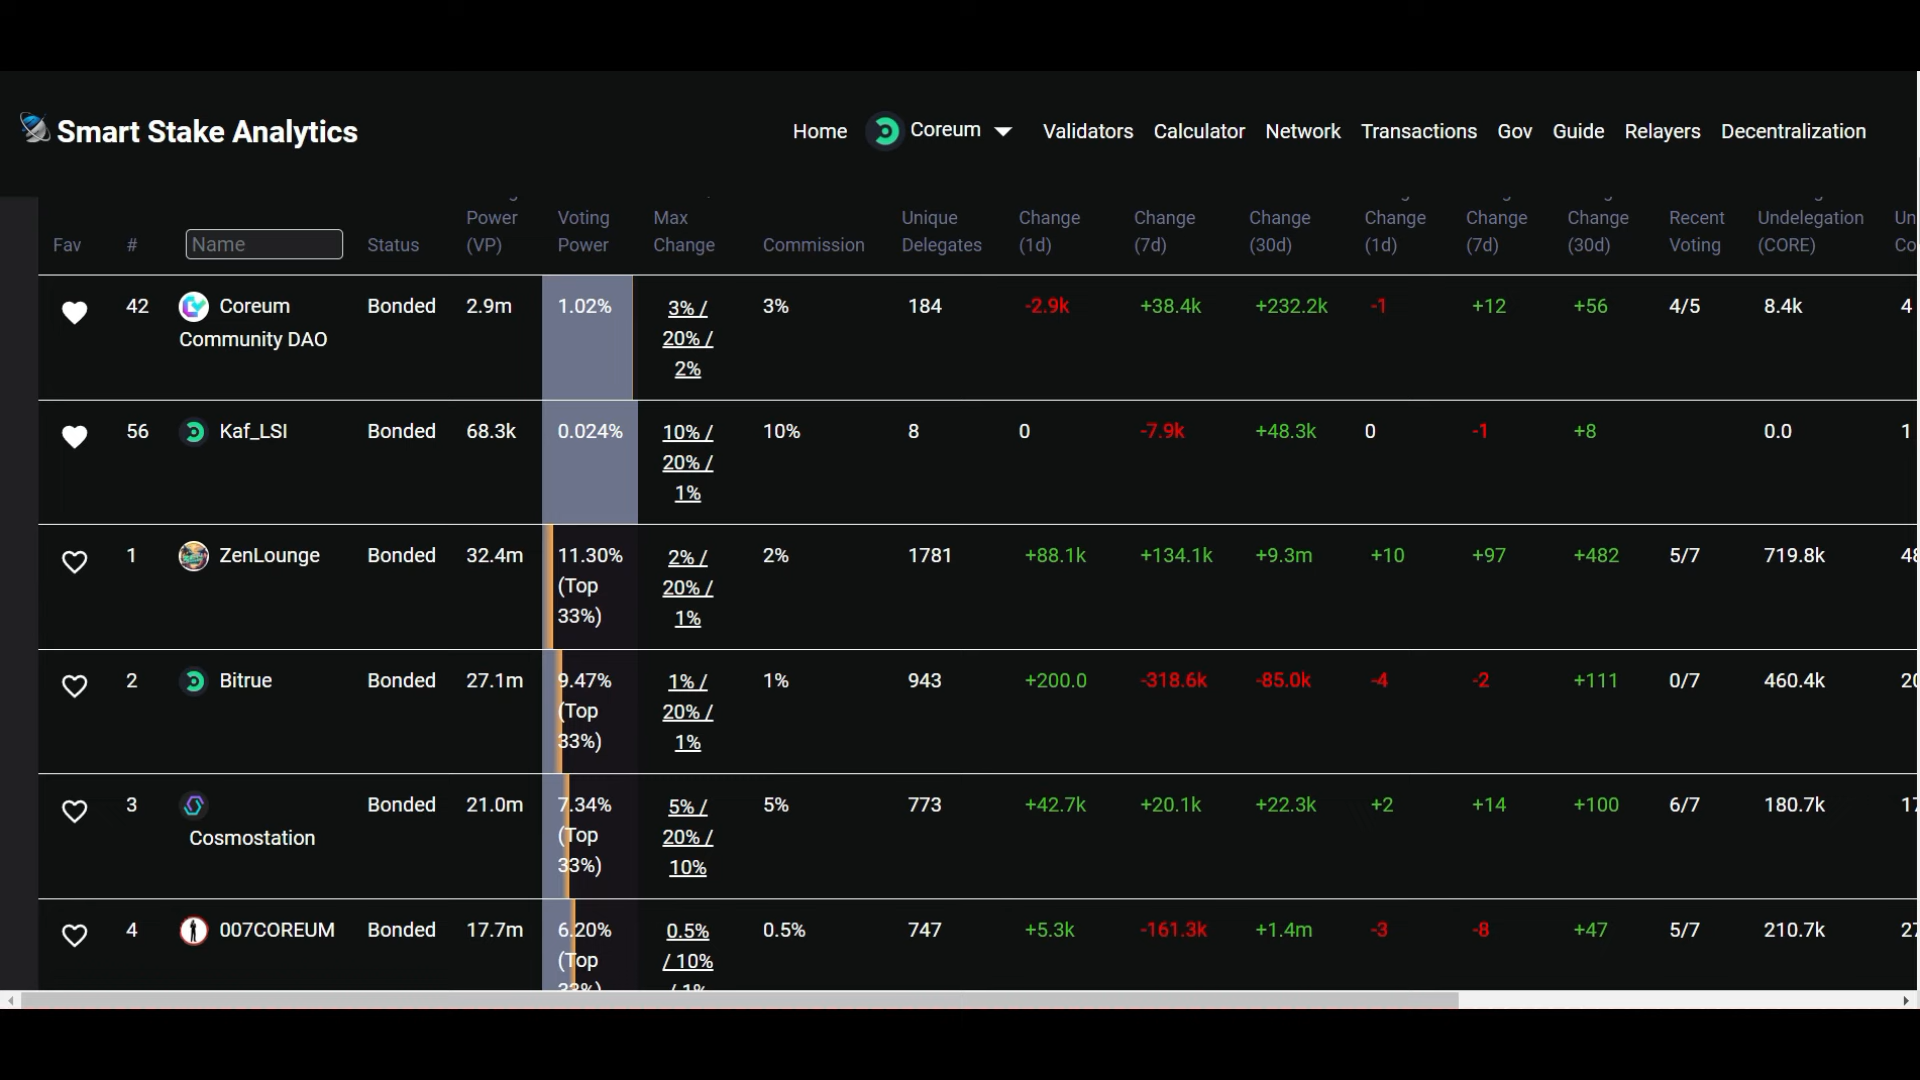 Smart Stake Analytics
Home Coreum Validators Calculator Network Transactions Gov Guide Relayers Decentralization
Power Voting Max Unique Change Change Change Change Change Change Recent Undelegation
Fav # Name Status (VP) Power Change Commission Delegates (1d) (7d) (30d) (1d) (7d) (30d) Voting (CORE)
42 Coreum Bonded 2.9m 1.02% 3% / 3% 184 -2.9k +38.4k +232.2k -1 +12 +56 4/5 8.4k 4
Community DAO 20% /
2%
56 Kaf_LSI Bonded 68.3k 0.024% 10% / 10% 8 0 -7.9k +48.3k 0 -1 +8 0.0 1
20% /
1%
1 ZenLounge Bonded 32.4m 11.30% 2% / 2% 1781 +88.1k +134.1k +9.3m +10 +97 +482 5/7 719.8k
(Top 20% /
33%) 1%
2 Bitrue Bonded 27.1m 9.47% 1% / 1% 943 +200.0 -318.6k -85.0k -4 -2 +111 0/7 460.4k
(Top 20% /
33%) 1%
3 Bonded 21.0m 7.34% 5% / 5% 773 +42.7k +20.1k +22.3k +2 +14 +100 6/7 180.7k
Cosmostation (Top 20% /
33%) 10%
4 007COREUM Bonded 17.7m 6.20% 0.5% 0.5% 747 +5.3k -161.3k +1.4m -3 -8 +47 5/7 210.7k
(Top / 10%
33%) / 1%